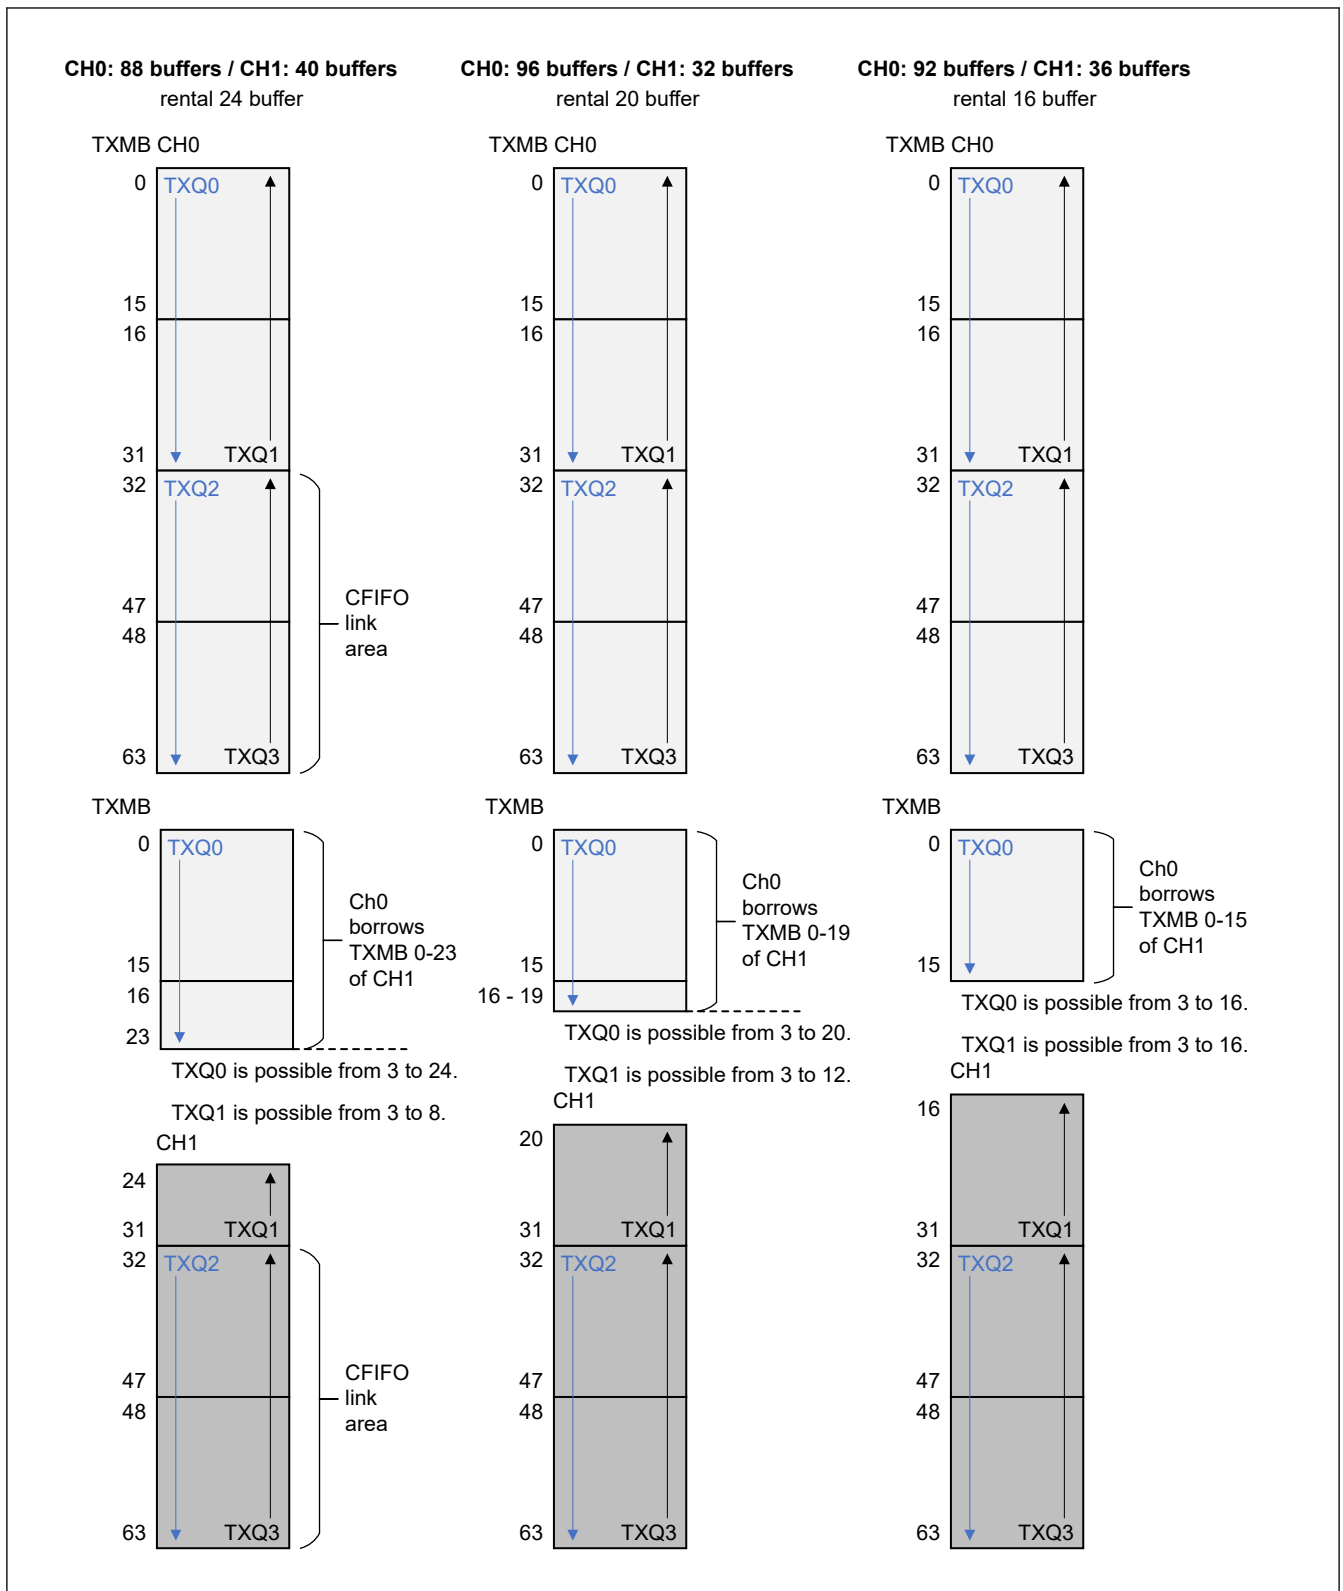 CH0: 88 buffers / CH1: 40 buffers
rental 24 buffer
TXMB CH0
0
TXQ0
15
16
31
TXQ1
32
TXQ2
47
48
63
TXQ3
CFIFO
link
area
TXMB
0
TXQ0
15
16
23
Ch0
borrows
TXMB 0-23
of CH1
TXQ0 is possible from 3 to 24.
TXQ1 is possible from 3 to 8.
CH1
24
31
TXQ1
32
TXQ2
47
48
63
TXQ3
CFIFO
link
area
CH0: 96 buffers / CH1: 32 buffers
rental 20 buffer
TXMB CH0
0
TXQ0
15
16
31
TXQ1
32
TXQ2
47
48
63
TXQ3
TXMB
0
TXQ0
15
16 - 19
Ch0
borrows
TXMB 0-19
of CH1
TXQ0 is possible from 3 to 20.
TXQ1 is possible from 3 to 12.
CH1
20
31
TXQ1
32
TXQ2
47
48
63
TXQ3
CH0: 92 buffers / CH1: 36 buffers
rental 16 buffer
TXMB CH0
0
TXQ0
15
16
31
TXQ1
32
TXQ2
47
48
63
TXQ3
TXMB
0
TXQ0
15
Ch0
borrows
TXMB 0-15
of CH1
TXQ0 is possible from 3 to 16.
TXQ1 is possible from 3 to 16.
CH1
16
31
TXQ1
32
TXQ2
47
48
63
TXQ3